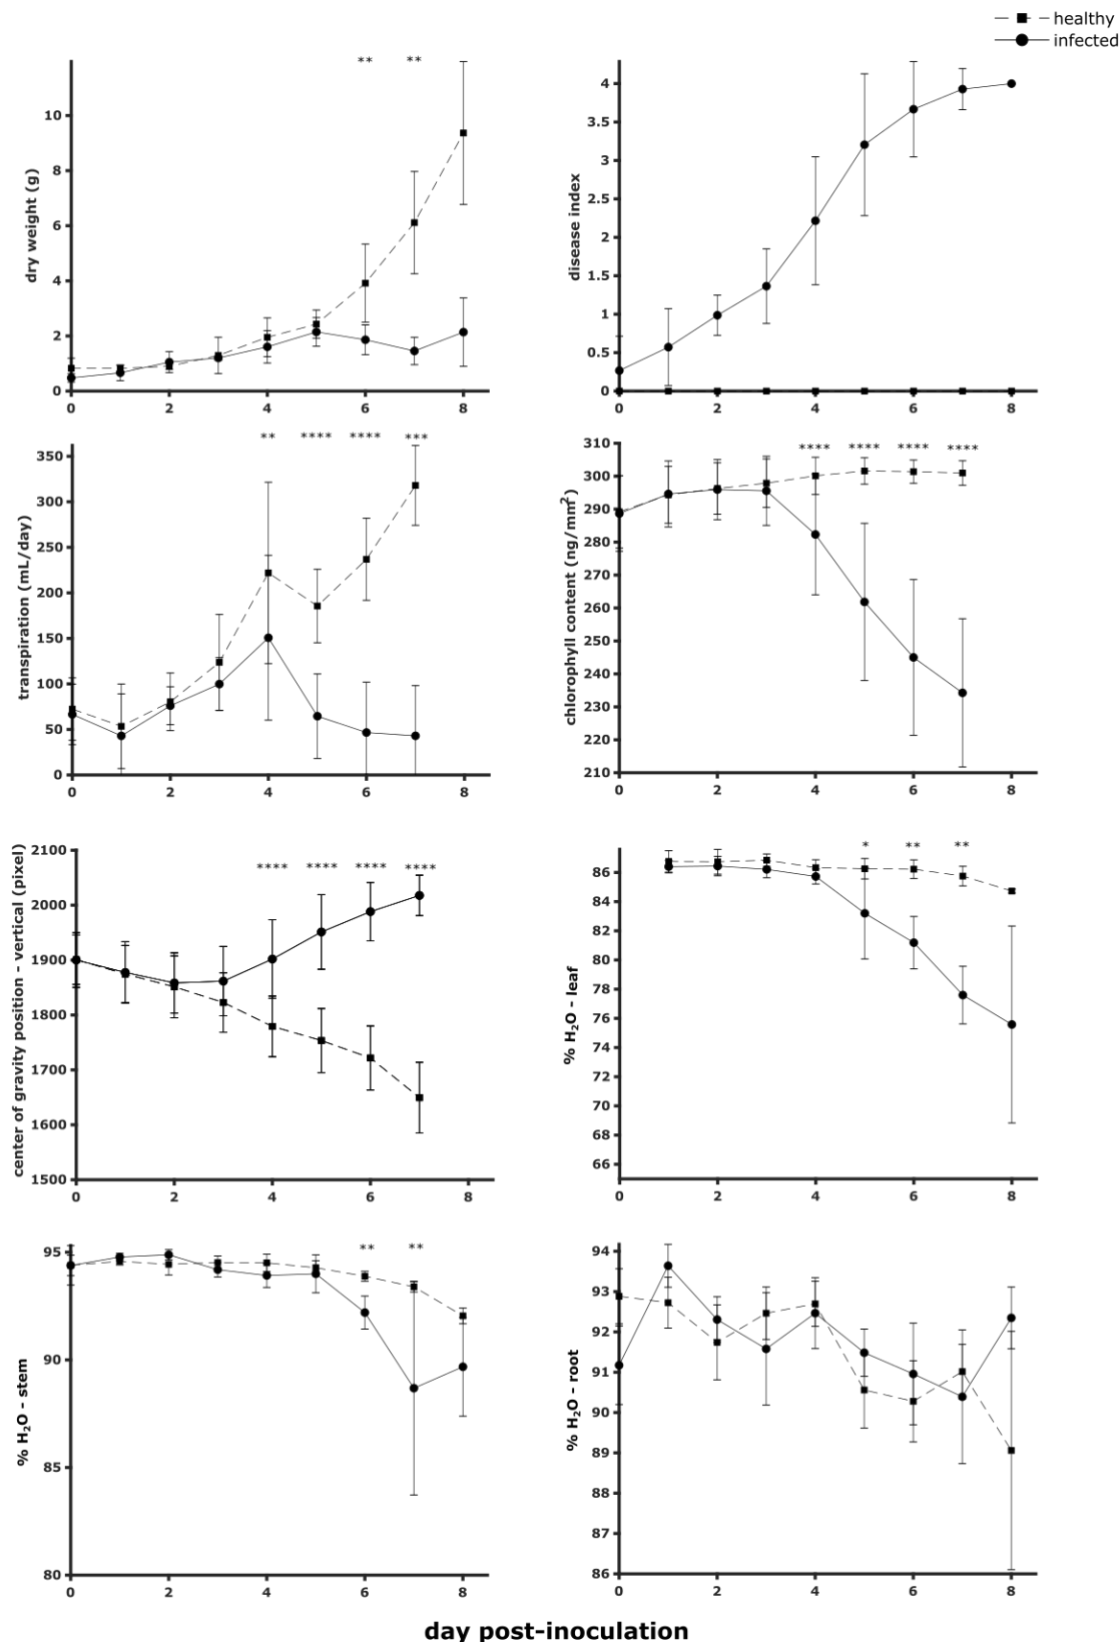 healthy
infected
dry weight (g)
** **
10
8
6
4
2
0
0 2 4 6 8
disease index
4
3.5
3
2.5
2
1.5
1
0.5
0
0 2 4 6 8
transpiration (mL/day)
** **** **** ***
350
300
250
200
150
100
50
0
0 2 4 6 8
chlorophyll content (ng/mm²)
**** **** **** ****
310
300
290
280
270
260
250
240
230
220
210
0 2 4 6 8
center of gravity position - vertical (pixel)
**** **** **** ****
2100
2000
1900
1800
1700
1600
1500
0 2 4 6 8
% H₂O - leaf
* ** **
86
84
82
80
78
76
74
72
70
68
66
0 2 4 6 8
% H₂O - stem
** **
95
90
85
80
0 2 4 6 8
% H₂O - root
94
93
92
91
90
89
88
87
86
0 2 4 6 8
day post-inoculation